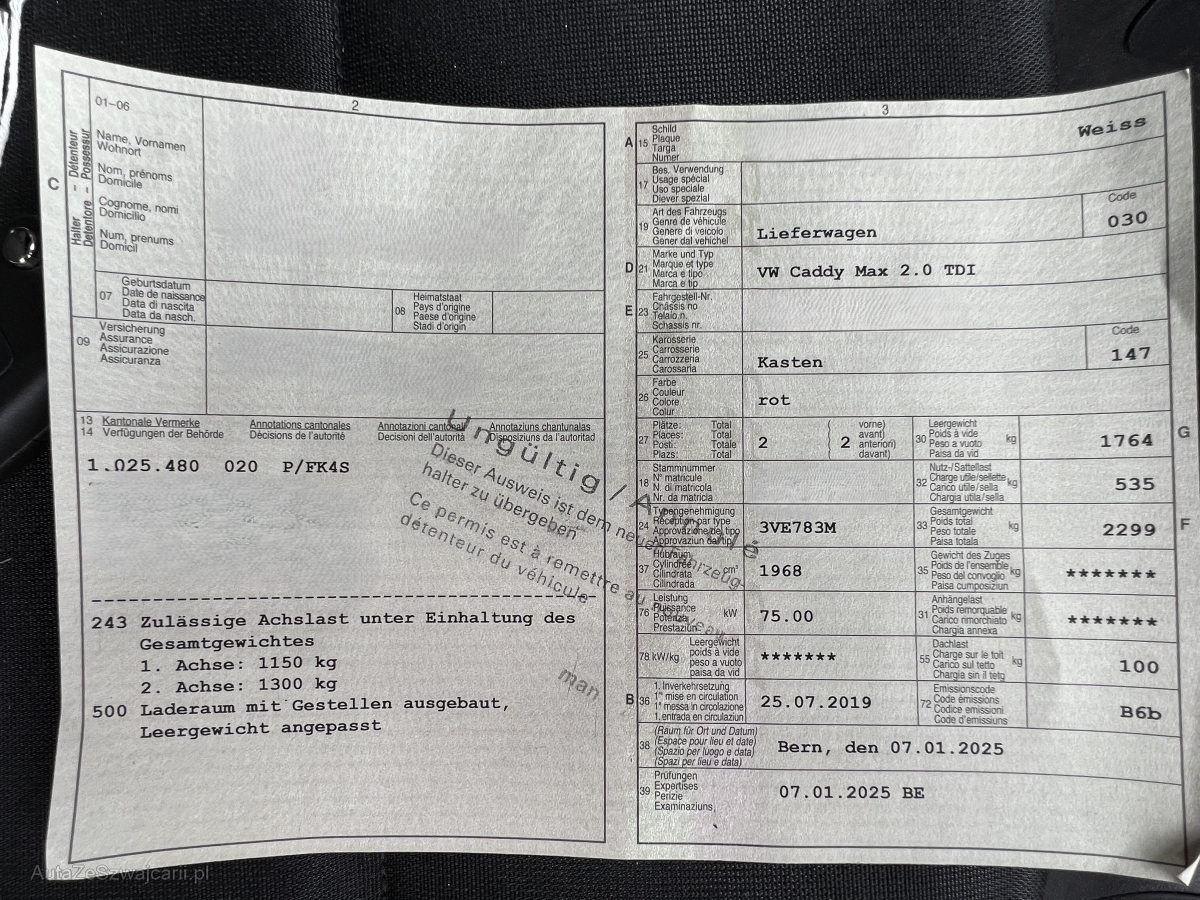 2
01-06
Halter - Détenteur
Detentore - Possessur
C
Name, Vornamen
Wohnort
Nom, prénoms
Domicile
Cognome, nomi
Domicilio
Num, prenums
Domicil
07
Geburtsdatum
Date de naissance
Data di nascita
Data da nasch.
08
Heimatstaat
Pays d'origine
Paese d'origine
Stadi d'origin
09
Versicherung
Assurance
Assicurazione
Assicuranza
13 Kantonale Vermerke Annotations cantonales Annotazioni cantonali Annotaziuns chantunalas
14 Verfügungen der Behörde Décisions de l'autorité Decisioni dell'autorità Disposiziuns da l'autoritad
1.025.480 020 P/FK4S
Ungültig /
Dieser Ausweis ist dem neuen Fahrzeug-
halter zu übergeben
Ce permis est à remettre au nouveau
détenteur du véhicule
man
243 Zulässige Achslast unter Einhaltung des
Gesamtgewichtes
1. Achse: 1150 kg
2. Achse: 1300 kg
500 Laderaum mit Gestellen ausgebaut,
Leergewicht angepasst
3
A 15
Schild
Plaque
Targa
Numer
Weiss
17
Bes. Verwendung
Usage spécial
Uso speciale
Diever spezial
19
Art des Fahrzeugs
Genre de véhicule
Genere di veicolo
Gener dal vehichel
Lieferwagen
Code
030
D 21
Marke und Typ
Marque et type
Marca e tipo
Marca e tip
VW Caddy Max 2.0 TDI
E 23
Fahrgestell-Nr.
Châssis no
Telaio n.
Schassis nr.
25
Karosserie
Carrosserie
Carrozzeria
Carossaria
Kasten
Code
147
26
Farbe
Couleur
Colore
Colur
rot
27
Plätze: Total
Places: Total
Posti: Totale
Plazs: Total
2
2
vorne)
avant)
anteriori)
davant)
30
Leergewicht
Poids à vide
Peso a vuoto
Paisa da vid
kg
1764
G
18
Stammnummer
N° matricule
N. di matricola
Nr. da matricla
32
Nutz-/Sattellast
Charge utile/sellette
Carico utile/sella
Chargia utila/sella
kg
535
24
Typengenehmigung
Réception par type
Approvazione del tipo
Approvaziun da tip
3VE783M
33
Gesamtgewicht
Poids total
Peso totale
Paisa totala
kg
2299
F
37
Hubraum
Cylindrée
Cilindrata
Cilindrada
cm³
1968
35
Gewicht des Zuges
Poids de l'ensemble
Peso del convoglio
Paisa cumposiziun
kg
*******
76
Leistung
Puissance
Potenza
Prestaziun
kW
75.00
31
Anhängelast
Poids remorquable
Carico rimorchiato
Chargia annexa
kg
*******
78 kW/kg
Leergewicht
poids à vide
peso a vuoto
paisa da vid
*******
55
Dachlast
Charge sur le toit
Carico sul tetto
Chargia sin il tetg
kg
100
B 36
1. Inverkehrsetzung
1re mise en circulation
1a messa in circolazione
1. entrada en circulaziun
25.07.2019
72
Emissionscode
Code émissions
Codice emissioni
Code d'emissiuns
B6b
38
(Raum für Ort und Datum)
(Espace pour lieu et date)
(Spazio per luogo e data)
(Spazi per lieu e data)
Bern, den 07.01.2025
39
Prüfungen
Expertises
Perizie
Examinaziuns
07.01.2025 BE
AutaZeSzwajcarii.pl